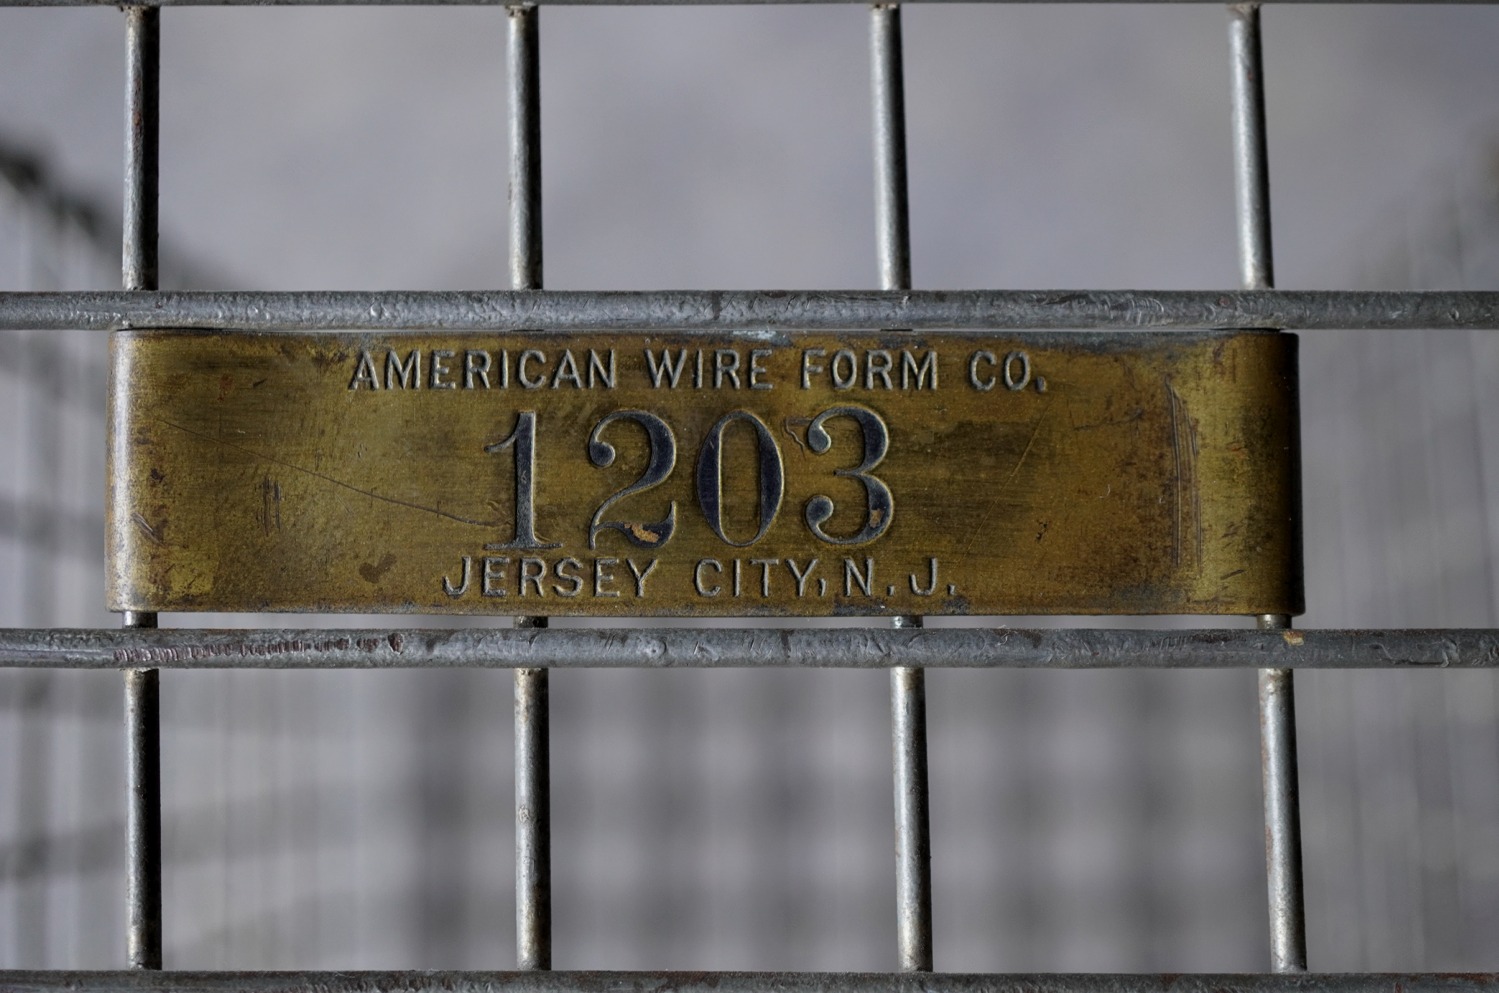 AMERICAN WIRE FORM CO.
1203
JERSEY CITY, N.J.